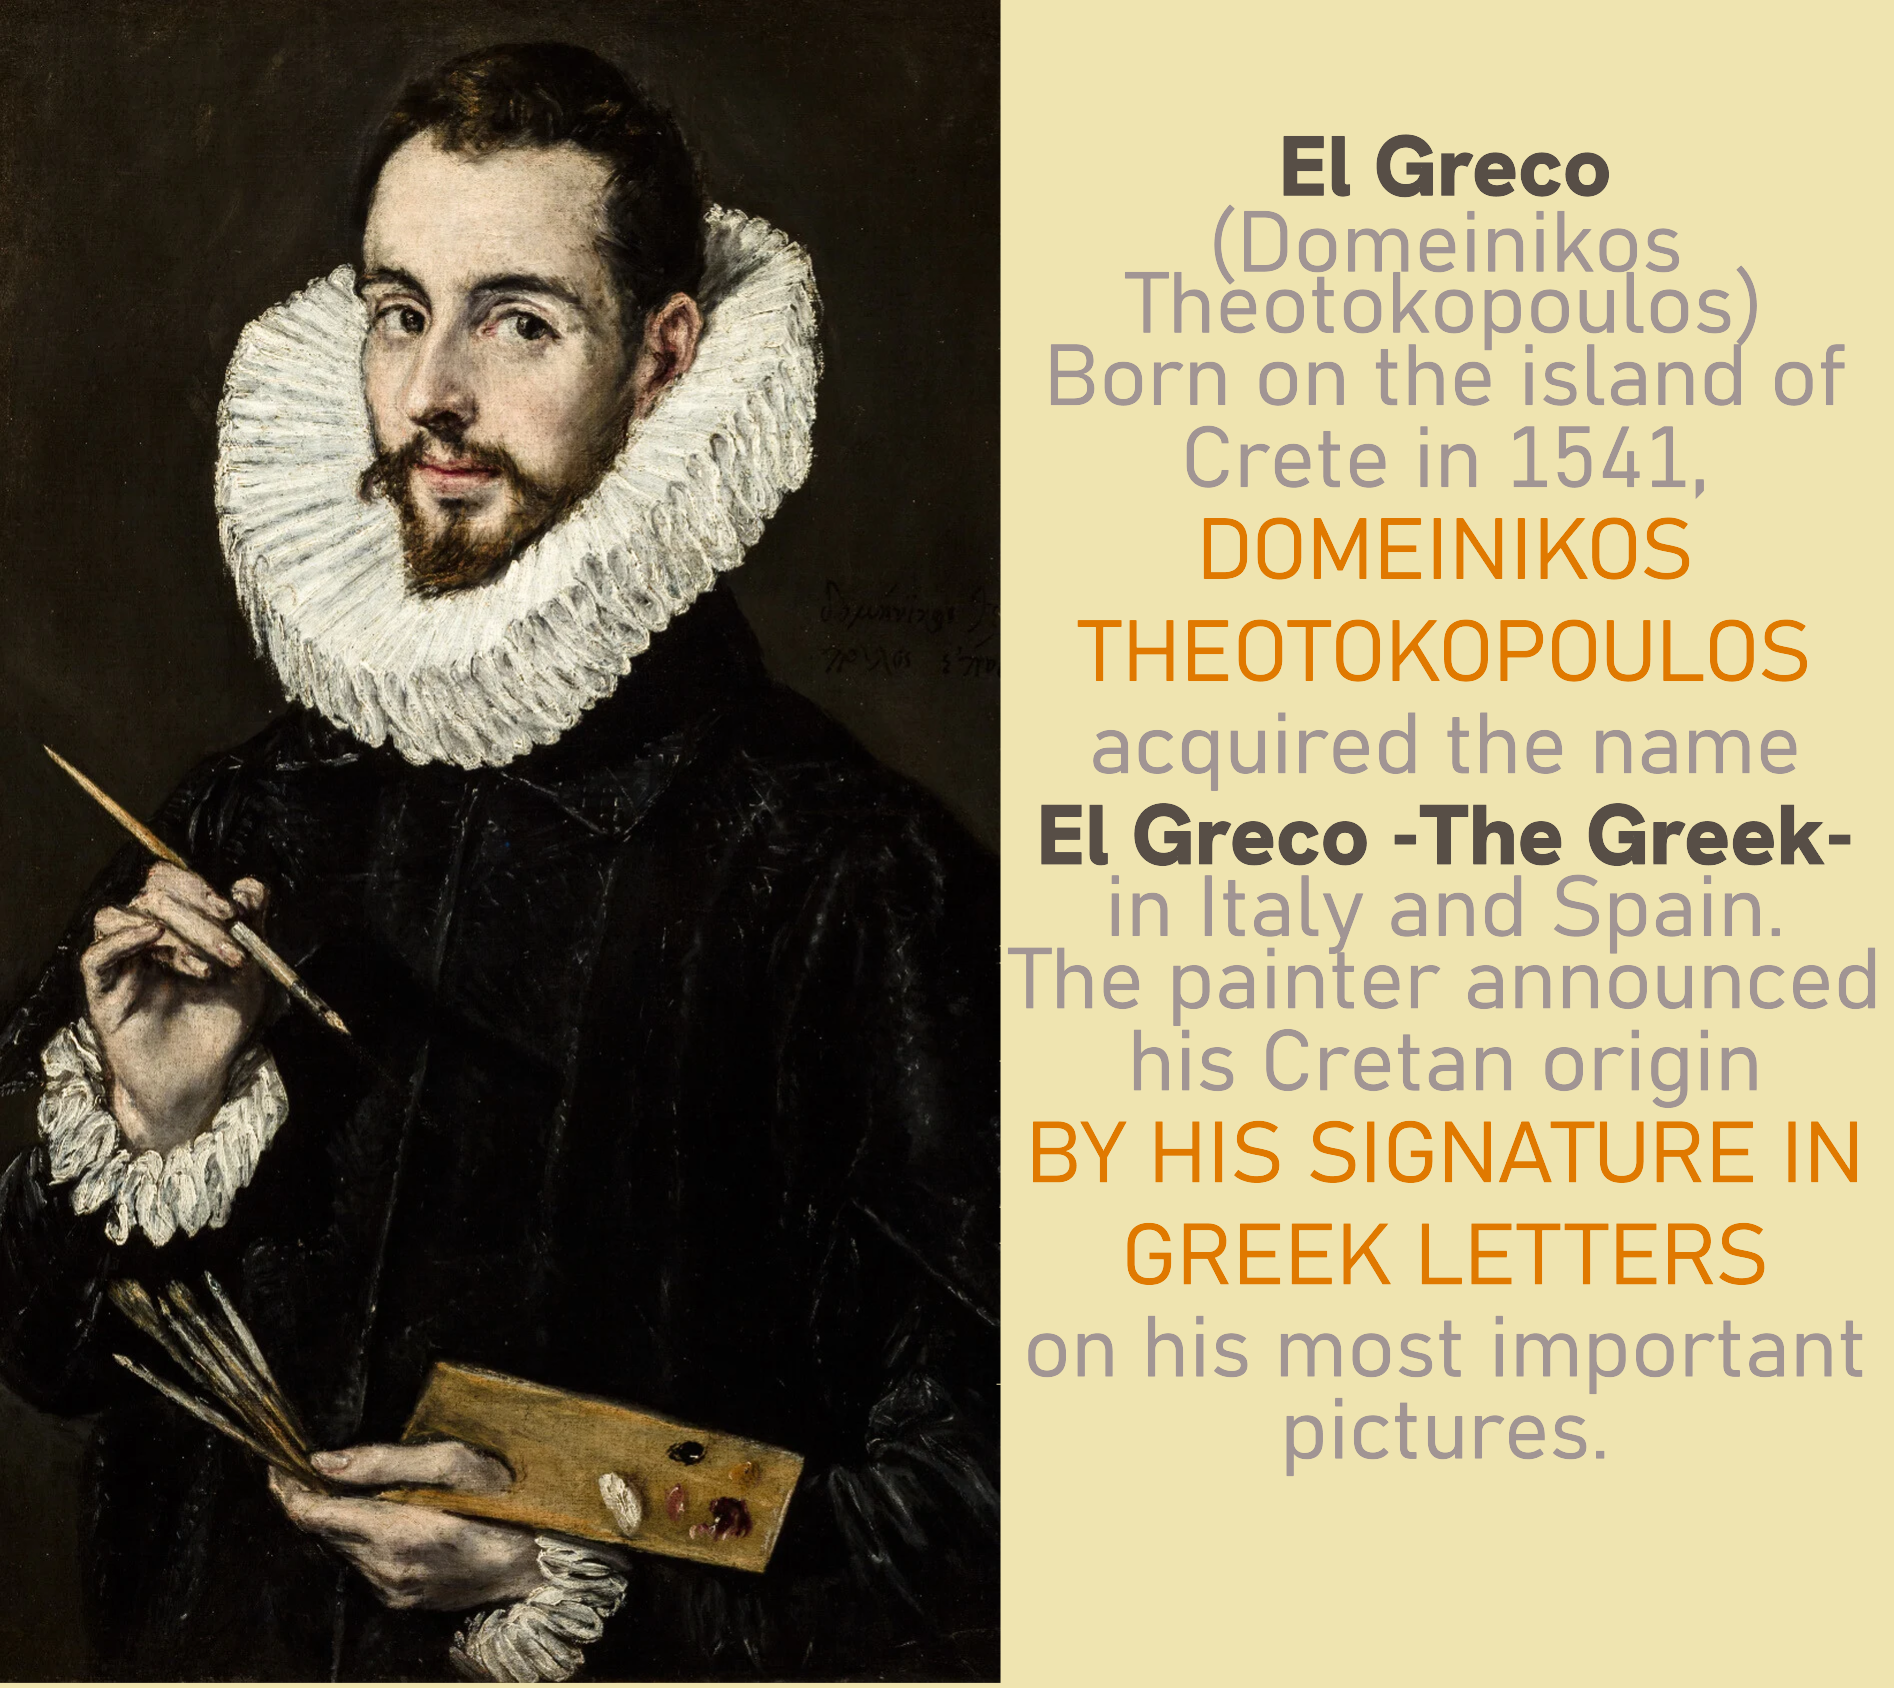 El Greco
(Domeinikos
Theotokopoulos)
Born on the island of
Crete in 1541,
DOMEINIKOS
THEOTOKOPOULOS
acquired the name
El Greco -The Greek-
in Italy and Spain.
The painter announced
his Cretan origin
BY HIS SIGNATURE IN
GREEK LETTERS
on his most important
pictures.